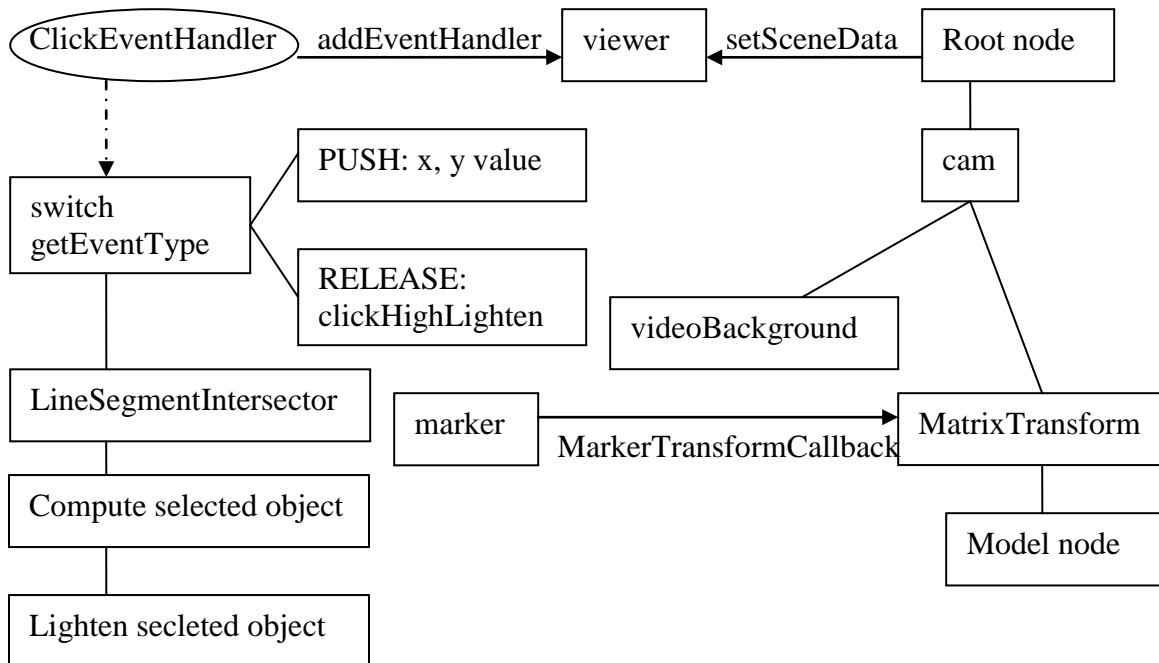 ClickEventHandler
addEventHandler
viewer
setSceneData
Root node
PUSH: x, y value
cam
switch
getEventType
RELEASE:
clickHighLighten
videoBackground
LineSegmentIntersector
marker
MarkerTransformCallback
MatrixTransform
Compute selected object
Model node
Lighten secleted object